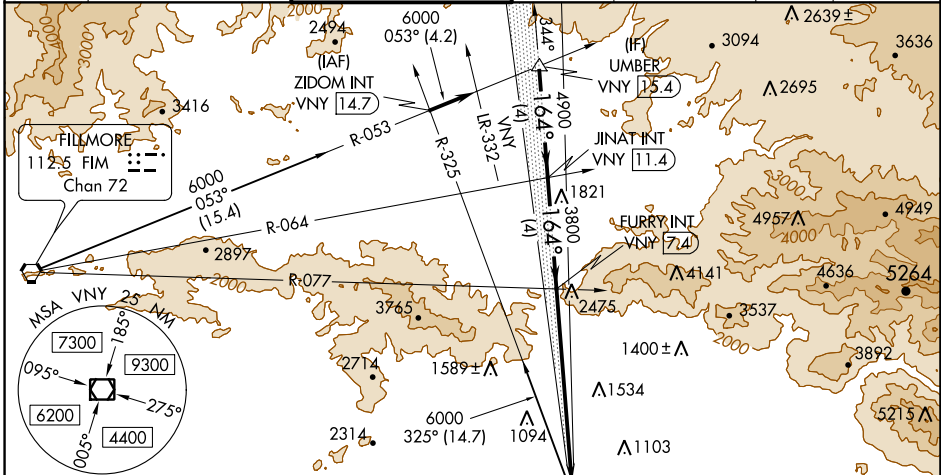 2639±
2494
6000
053° (4.2)
344°
(IF)
UMBER
VNY 15.4
3094
3636
(IAF)
ZIDOM INT
VNY 14.7
2695
3416
164°
(4)
4900
VNY
LR-332
R-053
R-325
JINAT INT
VNY 11.4
FILLMORE
112.5 FIM
Chan 72
3000
6000
053°
(15.4)
1821
R-064
164°
(4)
3800
FURRY INT
VNY 7.4
4957
4949
4000
2897
2000
R-077
4141
4636
5264
2475
MSA VNY 25 NM
3765
3537
2000
7300
185°
9300
1400±
095°
2714
1589±
3892
275°
1534
6200
6000
325° (14.7)
1094
5215
005°
4400
2314
1103